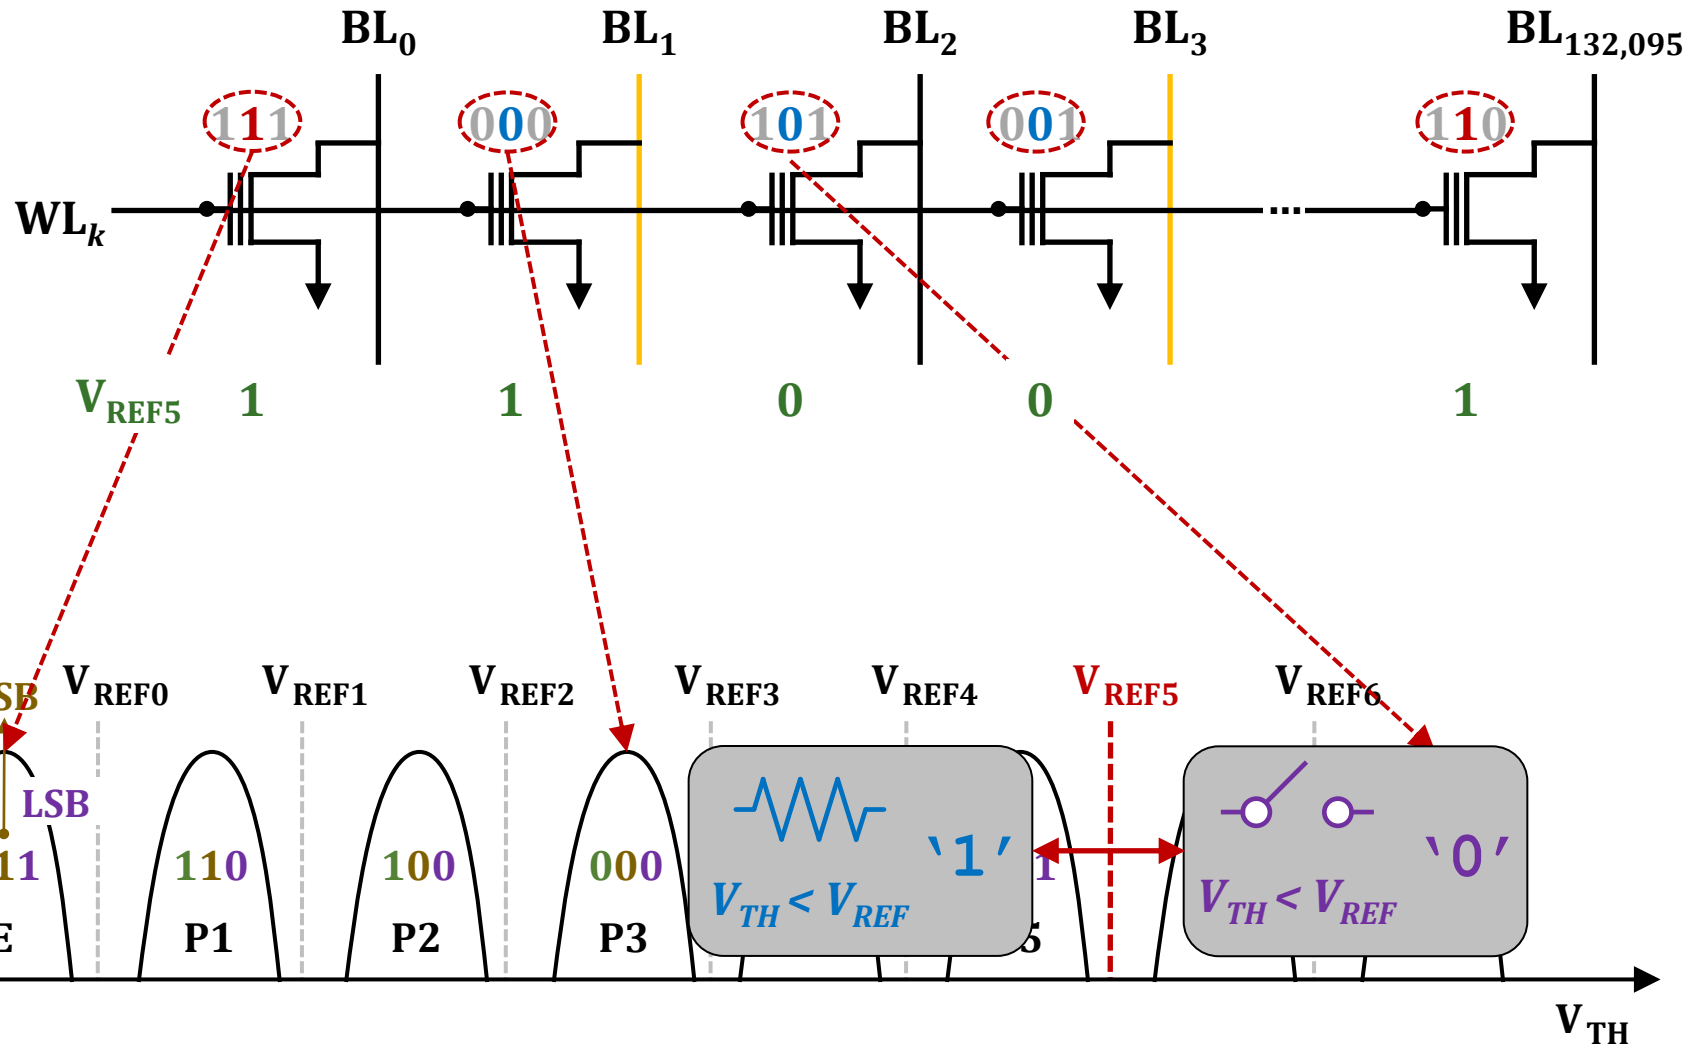 BL0 BL1 BL2 BL3 BL132,095
111 000 101 001 110
WLk ...
VREF5 1 1 0 0 1
SB VREF0 VREF1 VREF2 VREF3 VREF4 VREF5 VREF6
LSB
11 110 100 000 '1' 1 '0'
VTH < VREF VTH < VREF
E P1 P2 P3 5
VTH